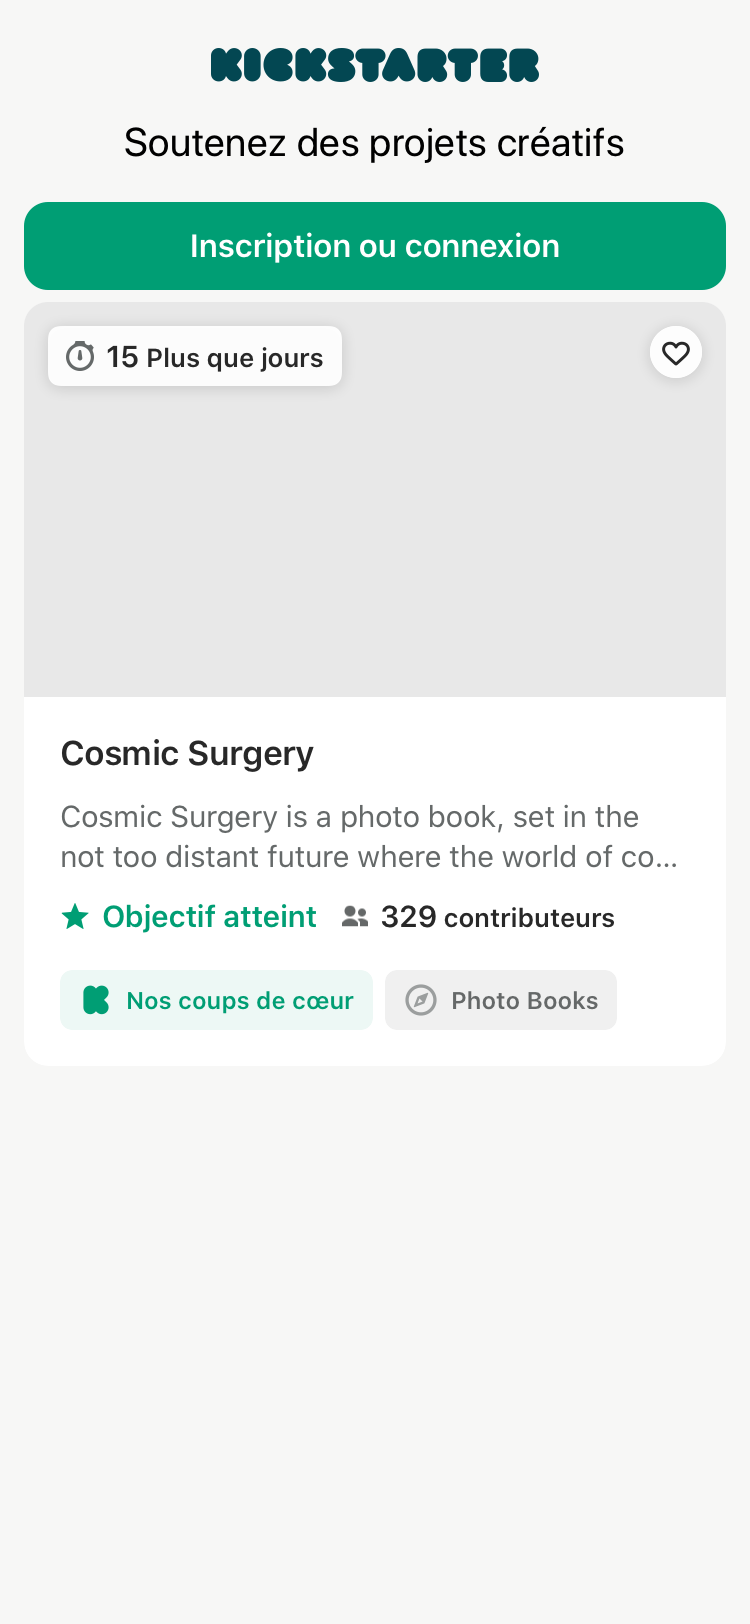 KICKSTARTER
Soutenez des projets créatifs
Inscription ou connexion
15 Plus que jours
Cosmic Surgery
Cosmic Surgery is a photo book, set in the
not too distant future where the world of co...
Objectif atteint 329 contributeurs
Nos coups de cœur Photo Books